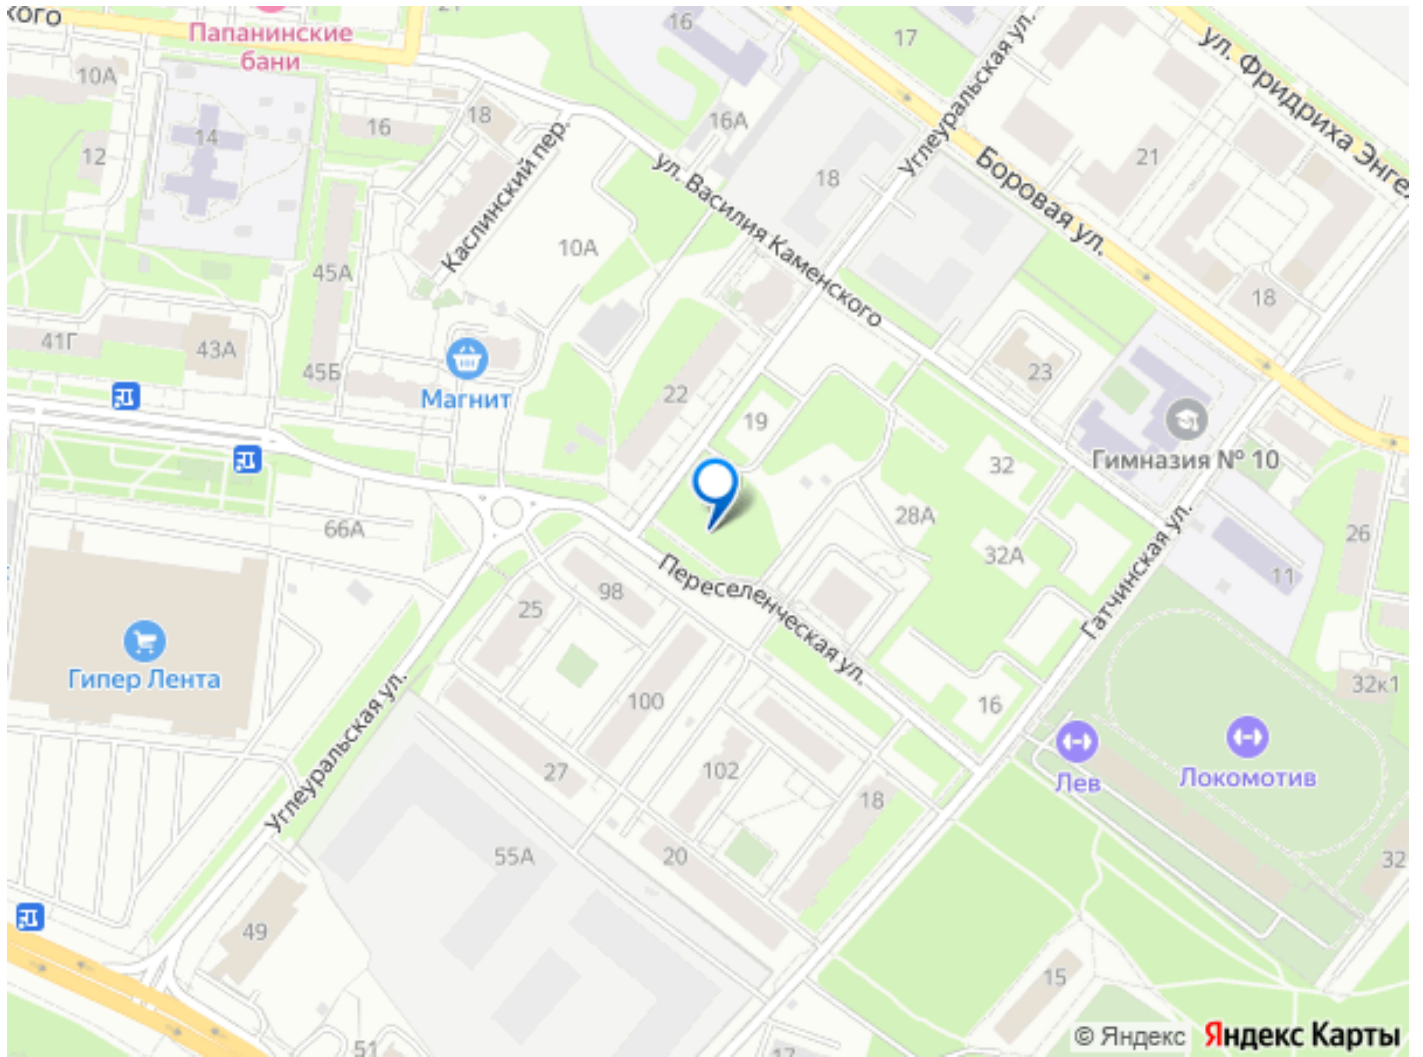 кого
Папанинские
бани
16
17
Углеуральская ул.
ул. Фридриха Энгел
10А
18
16А
14
16
12
Каслинский пер.
ул. Василия Каменского
18
Боровая ул.
21
10А
45А
18
41Г
43А
45Б
Магнит
22
19
23
Гимназия № 10
32
28А
32А
26
66А
11
Гатчинская ул.
98
25
Переселенческая ул.
Гипер Лента
Углеуральская ул.
100
16
32к1
27
102
18
Лев
Локомотив
55А
20
32
49
15
51
17
© Яндекс
Яндекс Карты